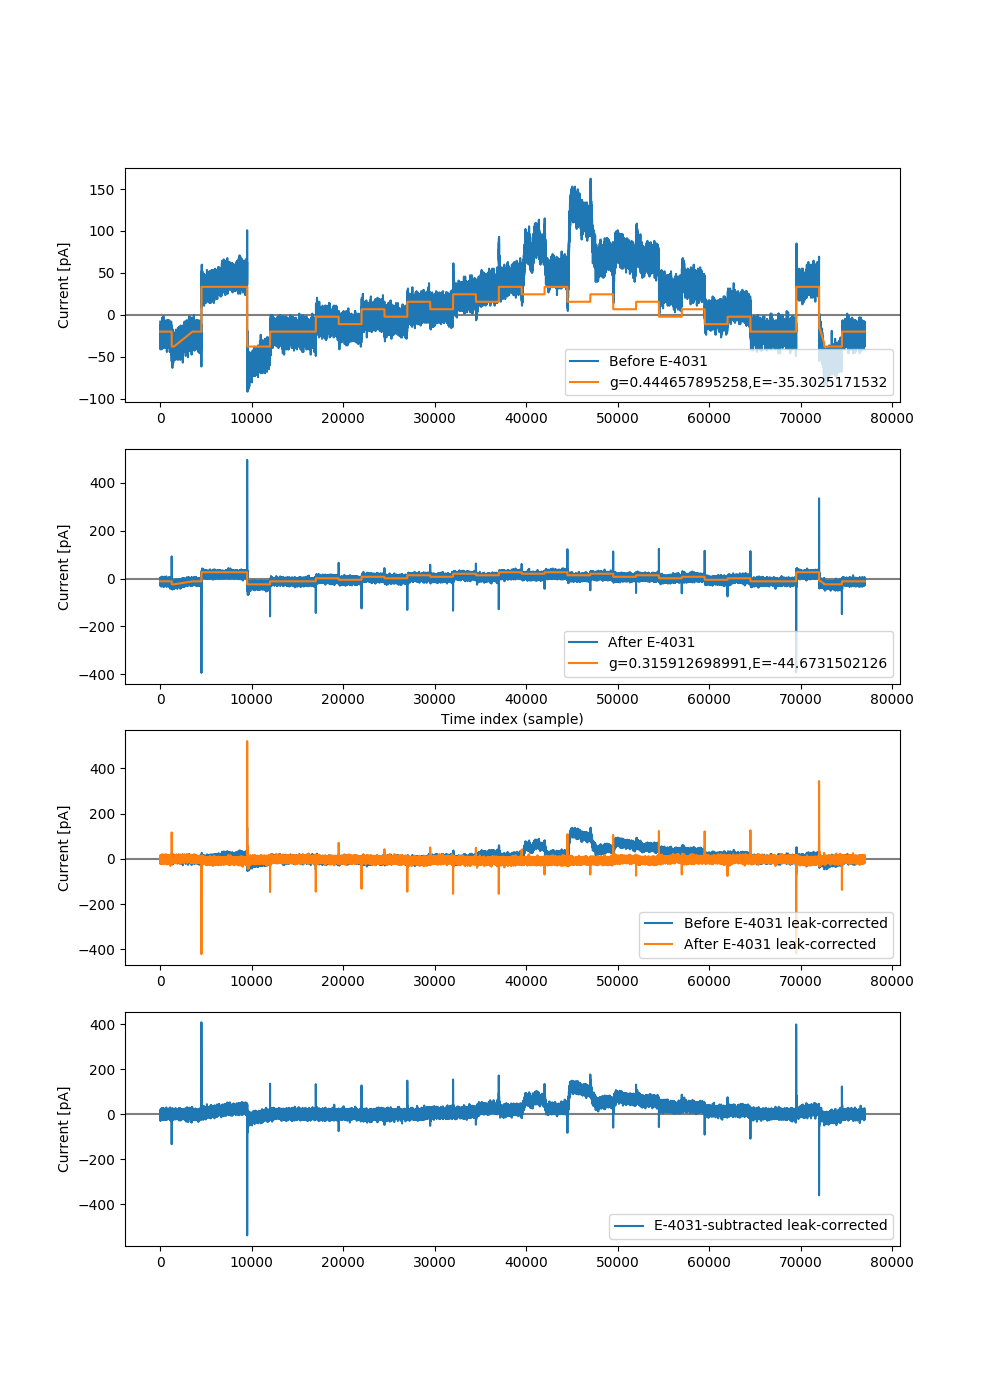 150
100
50
0
−50
−100
Current [pA]
Before E-4031
g=0.444657895258,E=-35.3025171532
0 10000 20000 30000 40000 50000 60000 70000 80000
400
200
0
−200
−400
Current [pA]
After E-4031
g=0.315912698991,E=-44.6731502126
0 10000 20000 30000 40000 50000 60000 70000 80000
Time index (sample)
400
200
0
−200
−400
Current [pA]
Before E-4031 leak-corrected
After E-4031 leak-corrected
0 10000 20000 30000 40000 50000 60000 70000 80000
400
200
0
−200
−400
Current [pA]
E-4031-subtracted leak-corrected
0 10000 20000 30000 40000 50000 60000 70000 80000